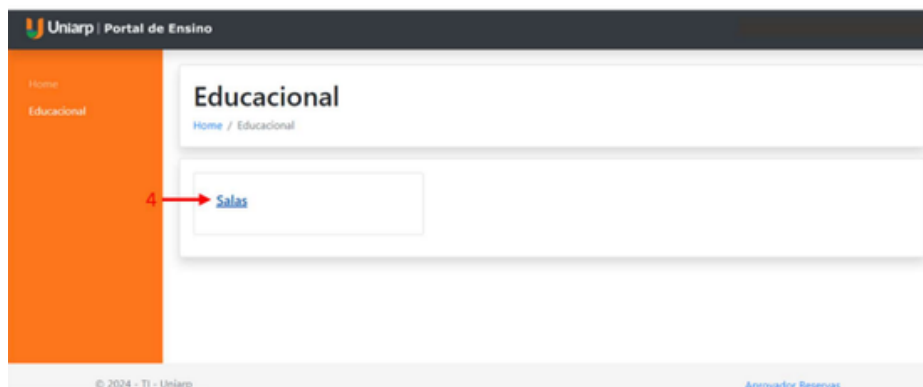 Uniarp | Portal de Ensino
Home
Educacional
Educacional
Home / Educacional
4
Salas
© 2024 - TI - Uniarp
Aprovador Reservas